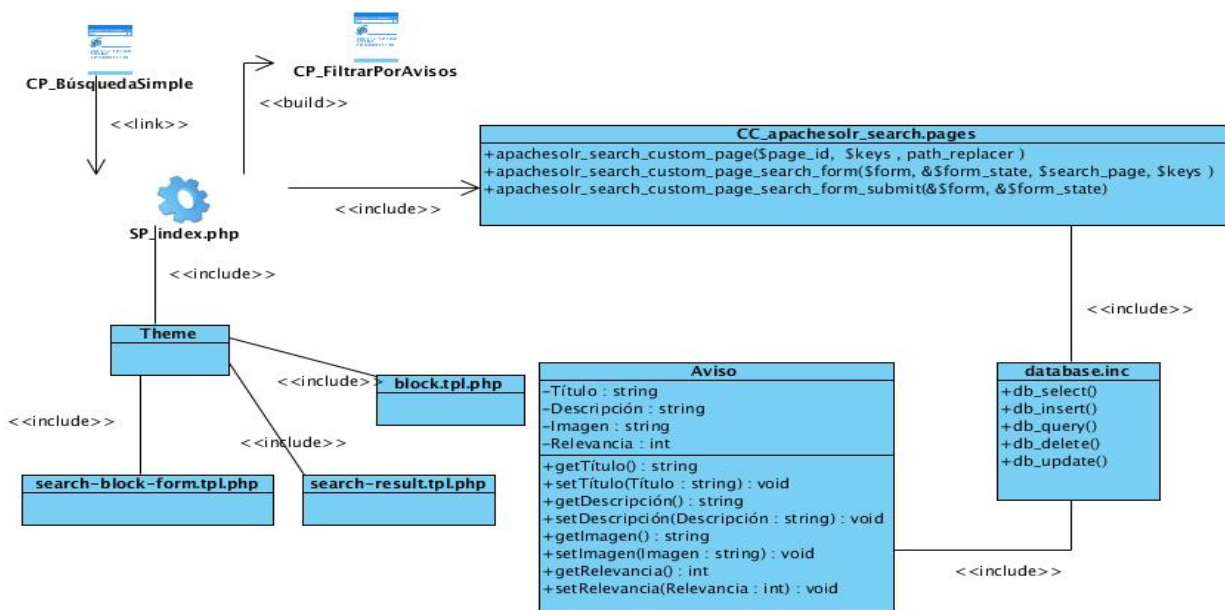 CP_BúsquedaSimple
CP_FiltrarPorAvisos
<<link>>
<<build>>
SP_index.php
<<include>>
CC_apachesolr_search.pages
+apachesolr_search_custom_page($page_id, $keys , path_replacer )
+apachesolr_search_custom_page_search_form($form, &$form_state, $search_page, $keys )
+apachesolr_search_custom_page_search_form_submit(&$form, &$form_state)
<<include>>
<<include>>
Theme
<<include>>
block.tpl.php
<<include>>
search-block-form.tpl.php
<<include>>
search-result.tpl.php
Aviso
-Título : string
-Descripción : string
-Imagen : string
-Relevancia : int
+getTítulo() : string
+setTítulo(Título : string) : void
+getDescripción() : string
+setDescripción(Descripción : string) : void
+getImagen() : string
+setImagen(Imagen : string) : void
+getRelevancia() : int
+setRelevancia(Relevancia : int) : void
database.inc
+db_select()
+db_insert()
+db_query()
+db_delete()
+db_update()
<<include>>